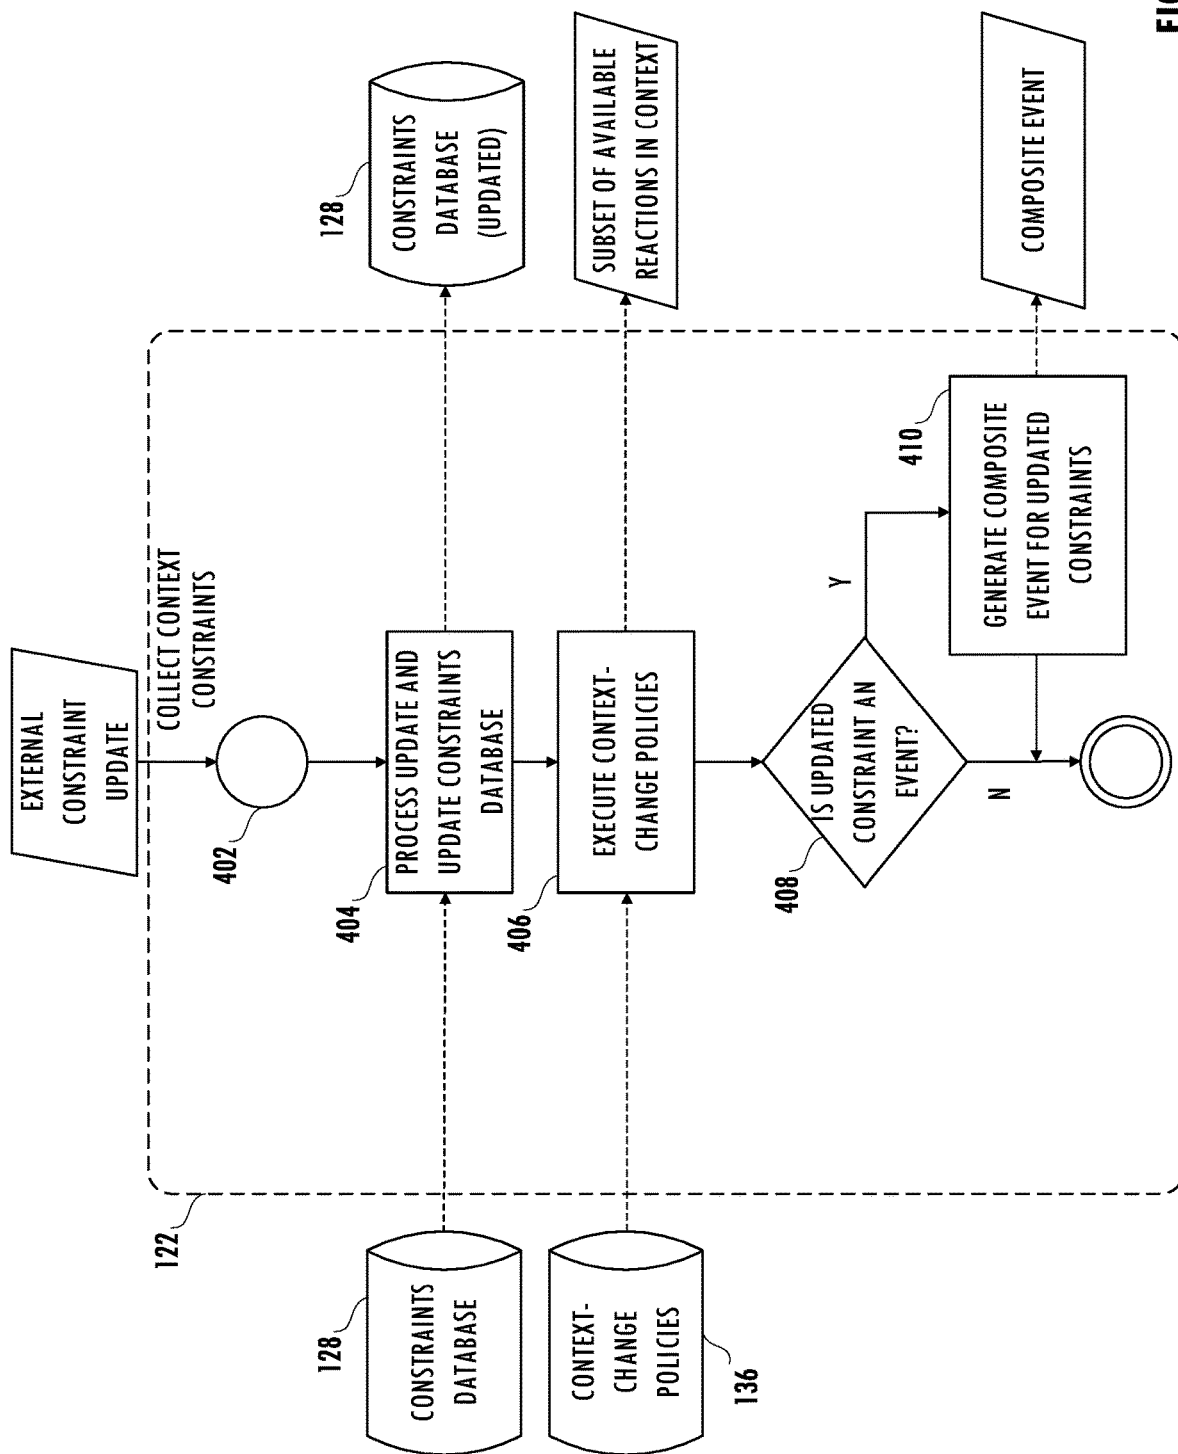 EXTERNAL
CONSTRAINT
UPDATE
122
COLLECT CONTEXT
CONSTRAINTS
402
128
CONSTRAINTS
DATABASE
404
PROCESS UPDATE AND
UPDATE CONSTRAINTS
DATABASE
128
CONSTRAINTS
DATABASE
(UPDATED)
CONTEXT-
CHANGE
POLICIES
136
406
EXECUTE CONTEXT-
CHANGE POLICIES
SUBSET OF AVAILABLE
REACTIONS IN CONTEXT
408
IS UPDATED
CONSTRAINT AN
EVENT?
Y
N
410
GENERATE COMPOSITE
EVENT FOR UPDATED
CONSTRAINTS
COMPOSITE EVENT